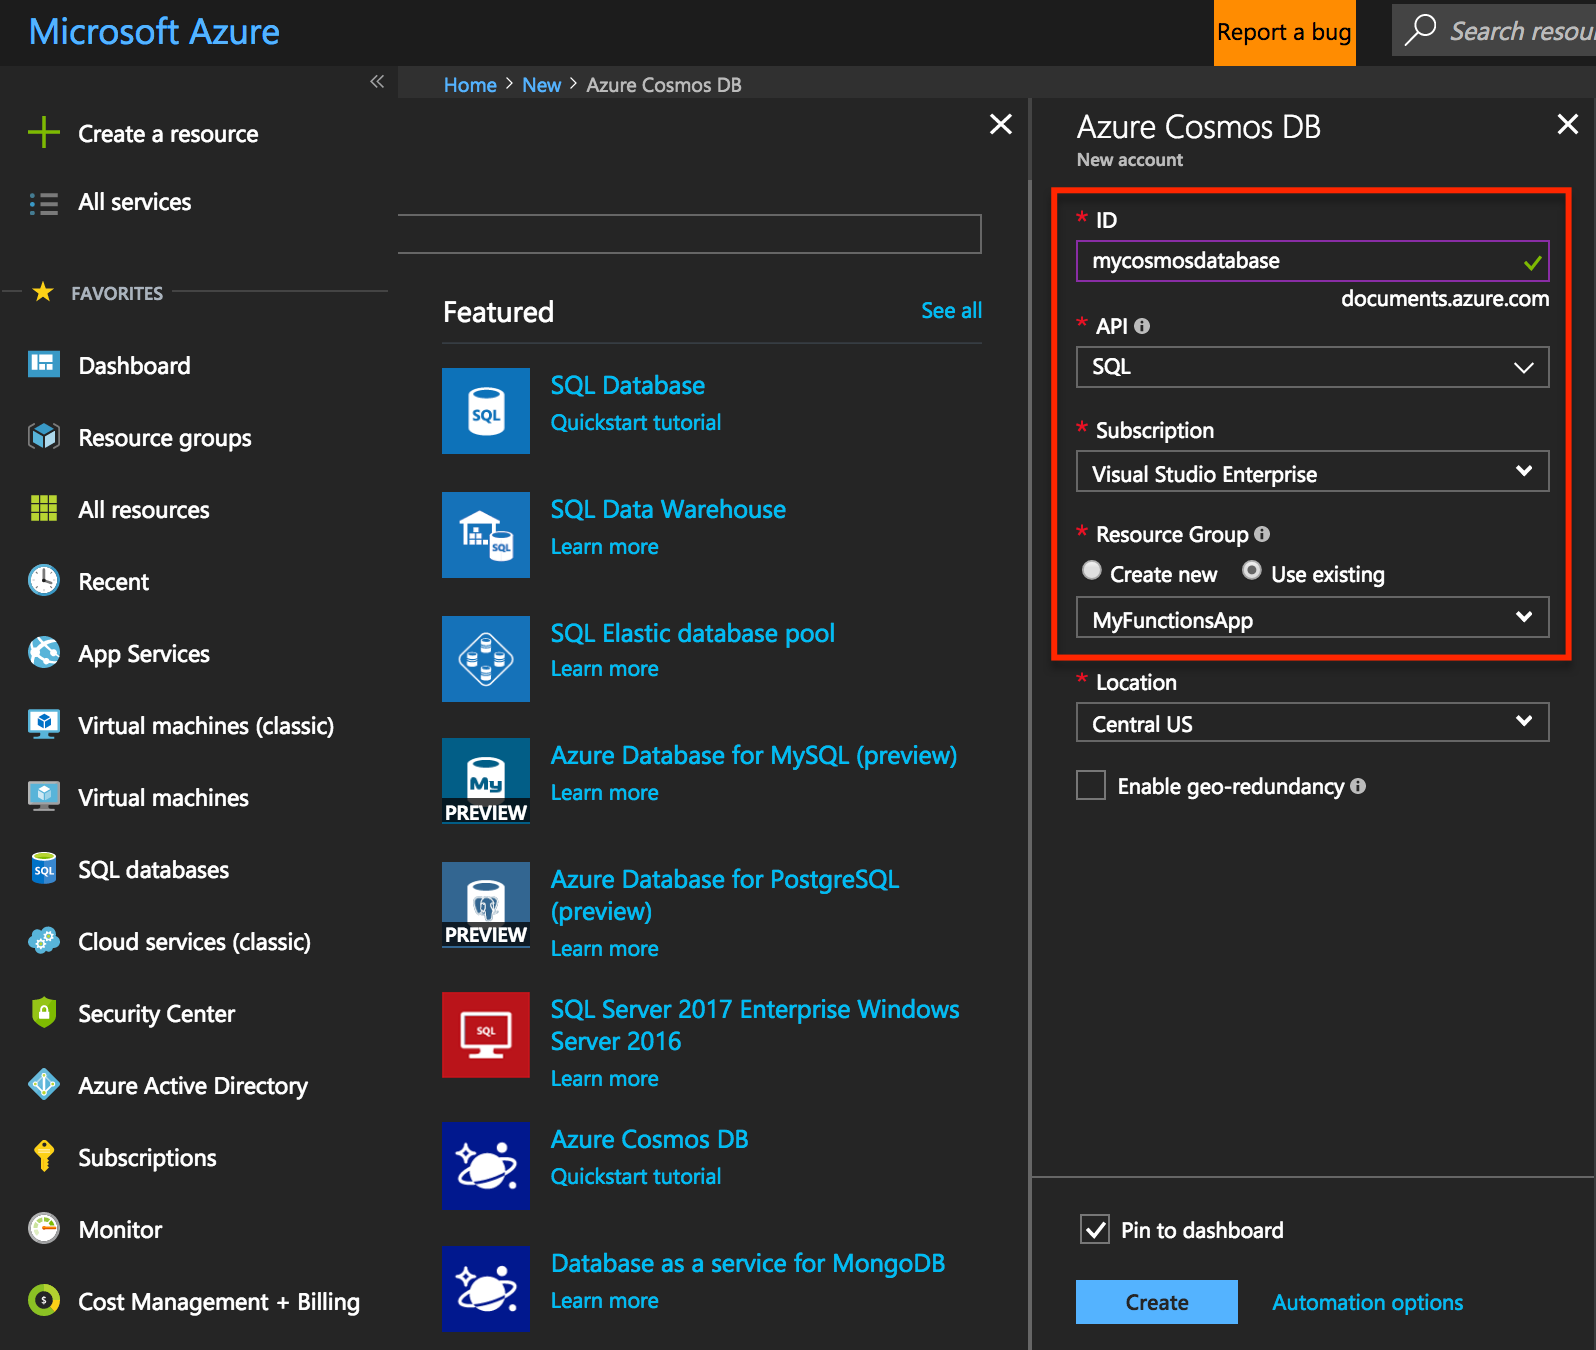 Microsoft Azure
Report a bug
Search resou
Home > New > Azure Cosmos DB
Create a resource
All services
FAVORITES
Dashboard
Resource groups
All resources
Recent
App Services
Virtual machines (classic)
Virtual machines
SQL databases
Cloud services (classic)
Security Center
Azure Active Directory
Subscriptions
Monitor
Cost Management + Billing
Featured
See all
SQL
SQL Database
Quickstart tutorial
SQL
SQL Data Warehouse
Learn more
SQL Elastic database pool
Learn more
My
PREVIEW
Azure Database for MySQL (preview)
Learn more
PREVIEW
Azure Database for PostgreSQL
(preview)
Learn more
SQL
SQL Server 2017 Enterprise Windows
Server 2016
Learn more
Azure Cosmos DB
Quickstart tutorial
Database as a service for MongoDB
Learn more
Azure Cosmos DB
New account
* ID
mycosmosdatabase
documents.azure.com
* API
SQL
* Subscription
Visual Studio Enterprise
* Resource Group
Create new Use existing
MyFunctionsApp
* Location
Central US
Enable geo-redundancy
Pin to dashboard
Create
Automation options
SQL